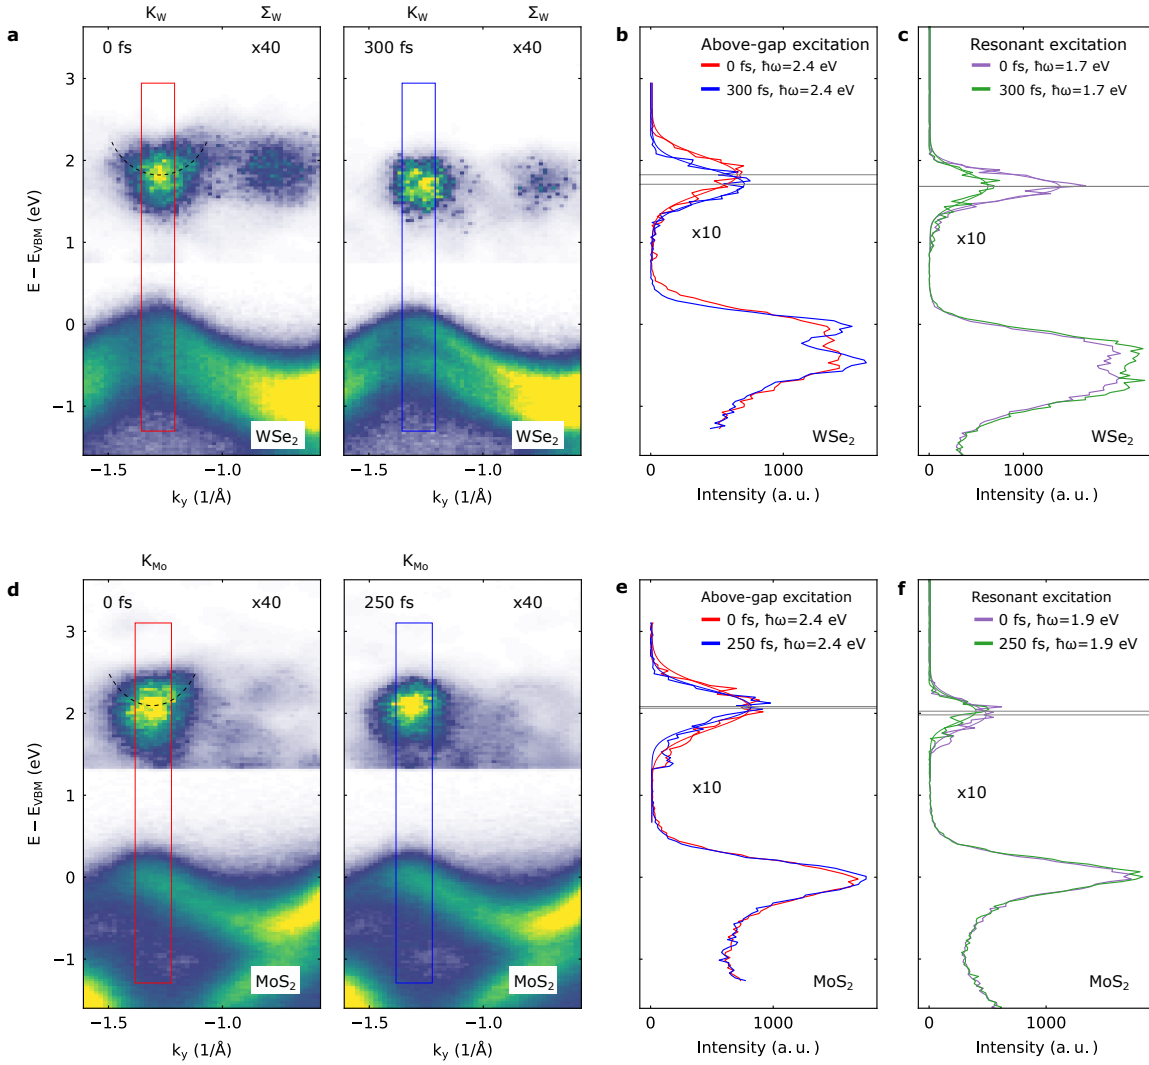 K_W Σ_W K_W Σ_W
a b c
0 fs x40 300 fs x40
Above-gap excitation
0 fs, ħω=2.4 eV
300 fs, ħω=2.4 eV
Resonant excitation
0 fs, ħω=1.7 eV
300 fs, ħω=1.7 eV
3
2
1
0
−1
E − E_VBM (eV)
x10 x10
WSe₂ WSe₂ WSe₂ WSe₂
−1.5 −1.0 −1.5 −1.0 0 1000 0 1000
k_y (1/Å) k_y (1/Å) Intensity (a. u.) Intensity (a. u.)
K_Mo K_Mo
d e f
0 fs x40 250 fs x40
Above-gap excitation
0 fs, ħω=2.4 eV
250 fs, ħω=2.4 eV
Resonant excitation
0 fs, ħω=1.9 eV
250 fs, ħω=1.9 eV
3
2
1
0
−1
E − E_VBM (eV)
x10 x10
MoS₂ MoS₂ MoS₂ MoS₂
−1.5 −1.0 −1.5 −1.0 0 1000 0 1000
k_y (1/Å) k_y (1/Å) Intensity (a. u.) Intensity (a. u.)